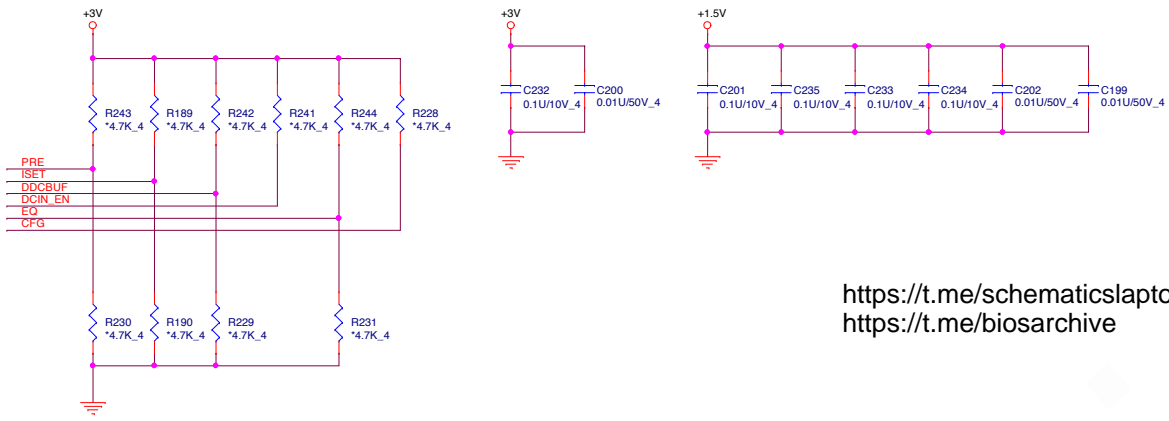 +3V
+3V
+1.5V
R243
*4.7K_4
R189
*4.7K_4
R242
*4.7K_4
R241
*4.7K_4
R244
*4.7K_4
R228
*4.7K_4
C232
0.1U/10V_4
C200
0.01U/50V_4
C201
0.1U/10V_4
C235
0.1U/10V_4
C233
0.1U/10V_4
C234
0.1U/10V_4
C202
0.01U/50V_4
C199
0.01U/50V_4
PRE
ISET
DDCBUF
DCIN_EN
EQ
CFG
R230
*4.7K_4
R190
*4.7K_4
R229
*4.7K_4
R231
*4.7K_4
https://t.me/schematicslapto
https://t.me/biosarchive